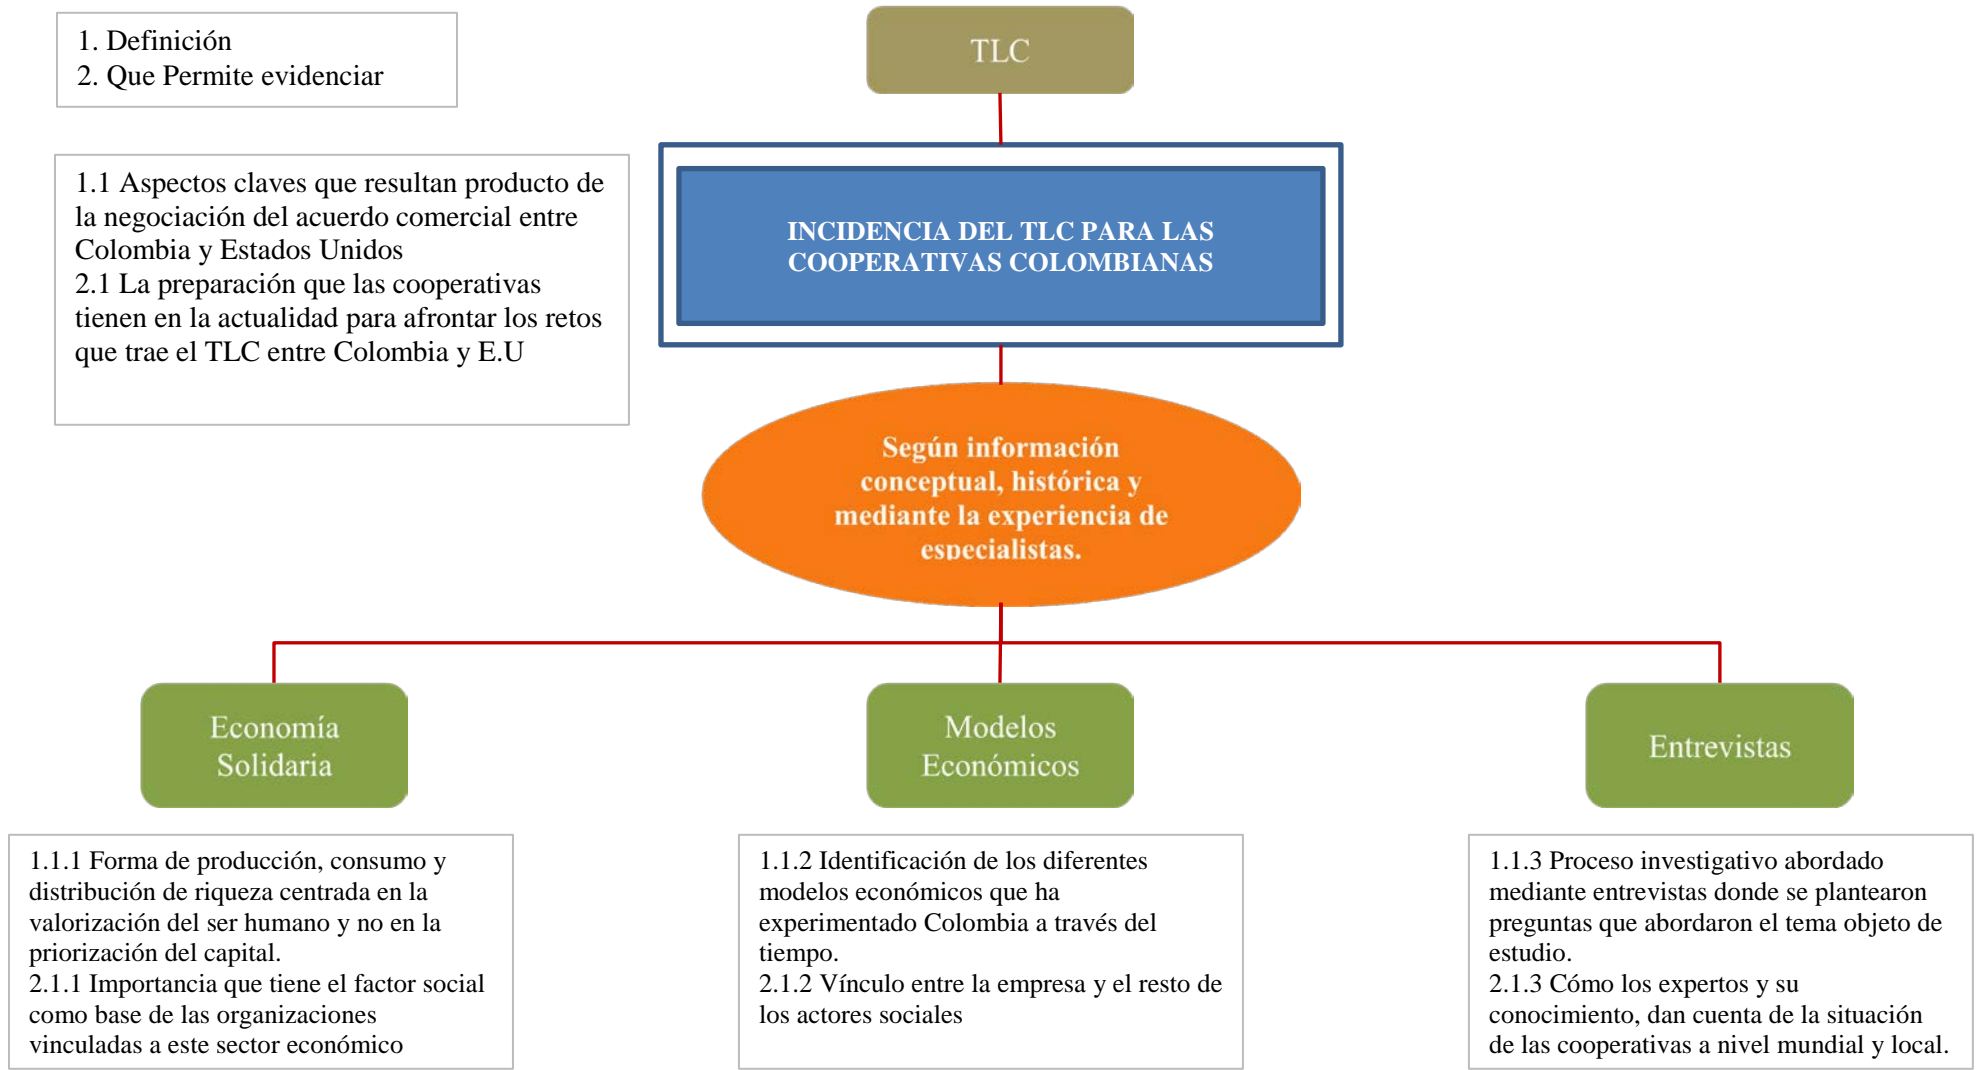 1. Definición
2. Que Permite evidenciar
TLC
1.1 Aspectos claves que resultan producto de
la negociación del acuerdo comercial entre
Colombia y Estados Unidos
2.1 La preparación que las cooperativas
tienen en la actualidad para afrontar los retos
que trae el TLC entre Colombia y E.U
INCIDENCIA DEL TLC PARA LAS
COOPERATIVAS COLOMBIANAS
Según información
conceptual, histórica y
mediante la experiencia de
especialistas.
Economía
Solidaria
Modelos
Económicos
Entrevistas
1.1.1 Forma de producción, consumo y
distribución de riqueza centrada en la
valorización del ser humano y no en la
priorización del capital.
2.1.1 Importancia que tiene el factor social
como base de las organizaciones
vinculadas a este sector económico
1.1.2 Identificación de los diferentes
modelos económicos que ha
experimentado Colombia a través del
tiempo.
2.1.2 Vínculo entre la empresa y el resto de
los actores sociales
1.1.3 Proceso investigativo abordado
mediante entrevistas donde se plantearon
preguntas que abordaron el tema objeto de
estudio.
2.1.3 Cómo los expertos y su
conocimiento, dan cuenta de la situación
de las cooperativas a nivel mundial y local.